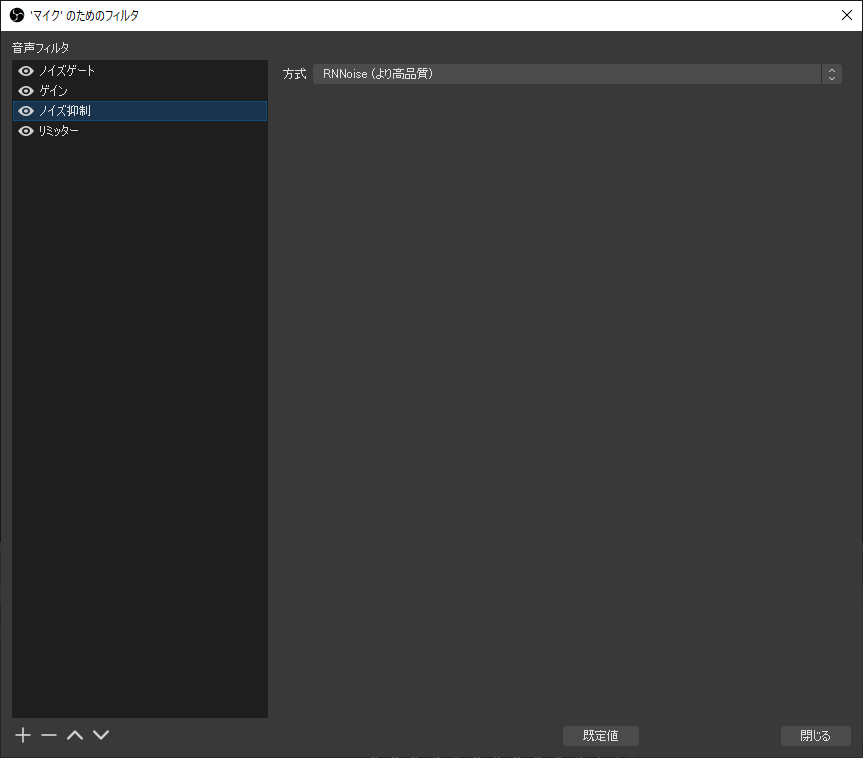 'マイク' のためのフィルタ
音声フィルタ
ノイズゲート
ゲイン
ノイズ抑制
リミッター
方式 RNNoise (より高品質)
既定値
閉じる